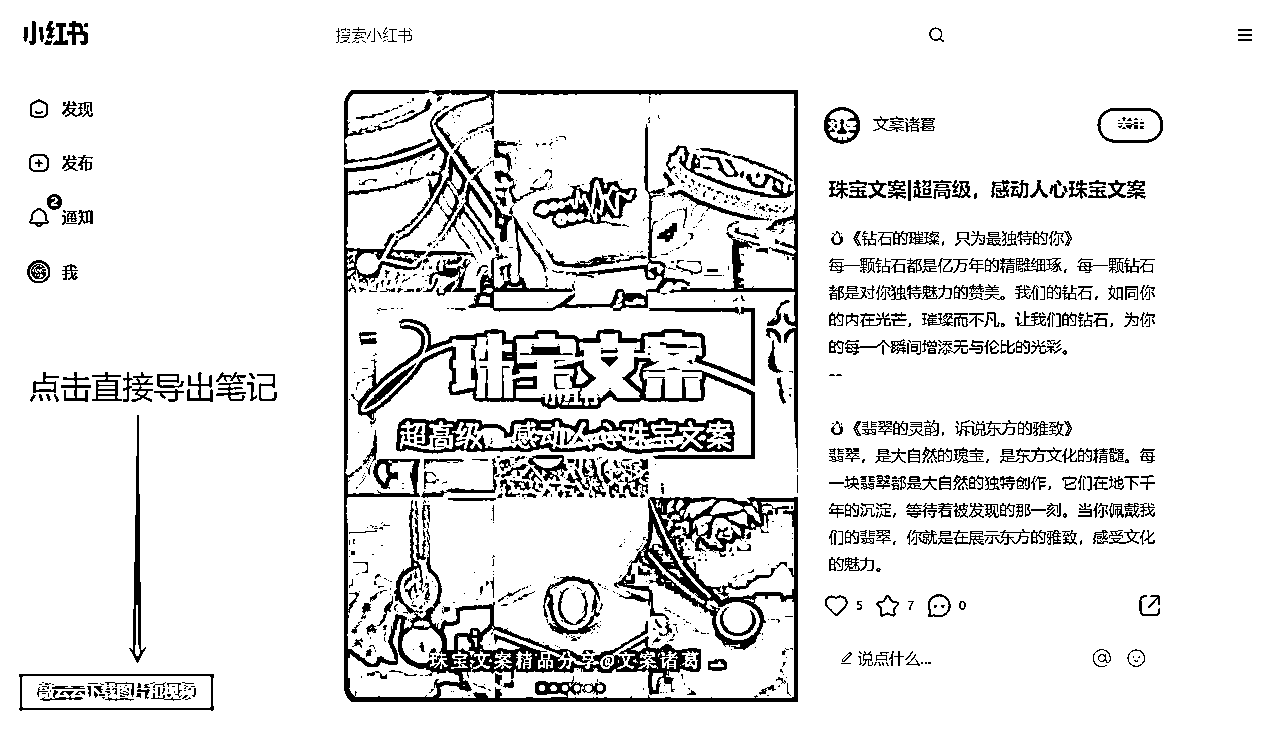 小红书
搜索小红书
发现
发布
2
通知
我
点击直接导出笔记
下载图片和视频
珠宝文案
超高级 感动人心珠宝文案
珠宝文案精品分享@文案诸葛
文案诸葛
珠宝文案|超高级，感动人心珠宝文案
《钻石的璀璨，只为最独特的你》
每一颗钻石都是亿万年的精雕细琢，每一颗钻石
都是对你独特魅力的赞美。我们的钻石，如同你
的内在光芒，璀璨而不凡。让我们的钻石，为你
的每一个瞬间增添无与伦比的光彩。
--
《翡翠的灵韵，诉说东方的雅致》
翡翠，是大自然的瑰宝，是东方文化的精髓。每
一块翡翠都是大自然的独特创作，它们在地下千
年的沉淀，等待着被发现的那一刻。当你佩戴我
们的翡翠，你就是在展示东方的雅致，感受文化
的魅力。
5 7 0
说点什么...